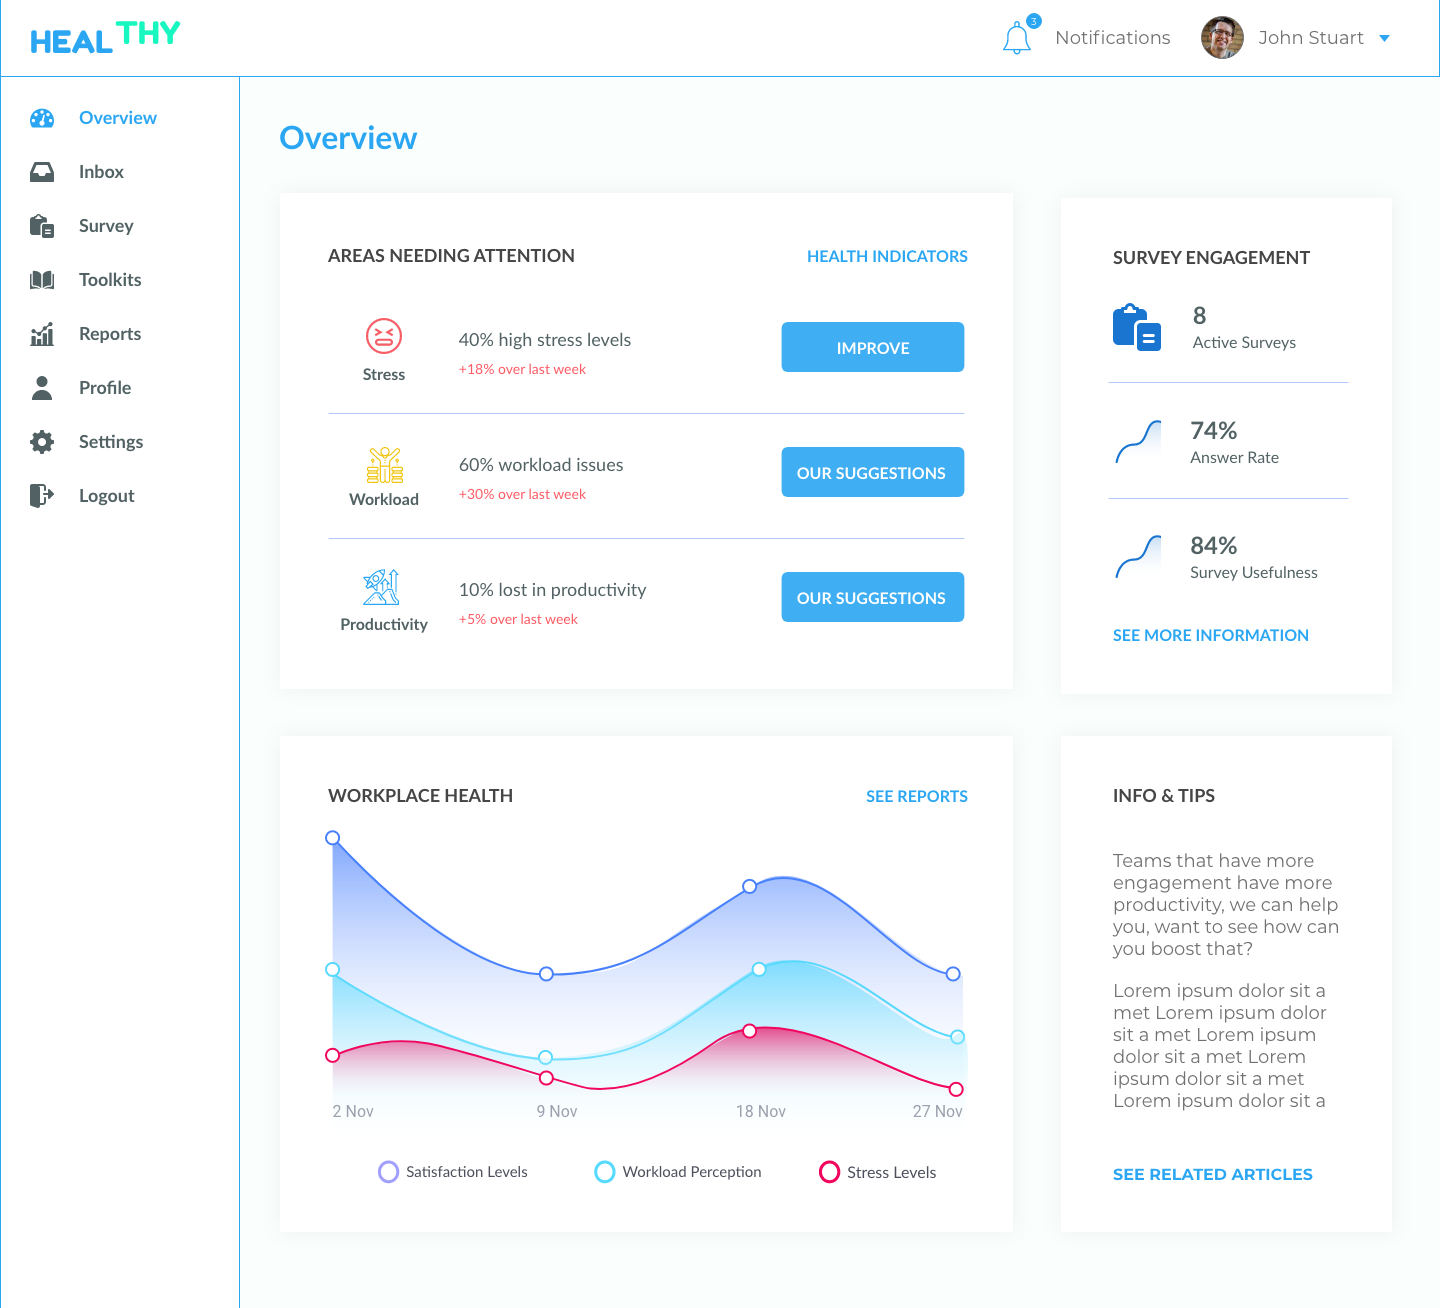 HEALTHY
3
Notifications
John Stuart
Overview
Inbox
Survey
Toolkits
Reports
Profile
Settings
Logout
Overview
AREAS NEEDING ATTENTION
HEALTH INDICATORS
Stress
40% high stress levels
+18% over last week
IMPROVE
Workload
60% workload issues
+30% over last week
OUR SUGGESTIONS
Productivity
10% lost in productivity
+5% over last week
OUR SUGGESTIONS
SURVEY ENGAGEMENT
8
Active Surveys
74%
Answer Rate
84%
Survey Usefulness
SEE MORE INFORMATION
WORKPLACE HEALTH
SEE REPORTS
2 Nov
9 Nov
18 Nov
27 Nov
Satisfaction Levels
Workload Perception
Stress Levels
INFO & TIPS
Teams that have more
engagement have more
productivity, we can help
you, want to see how can
you boost that?
Lorem ipsum dolor sit a
met Lorem ipsum dolor
sit a met Lorem ipsum
dolor sit a met Lorem
ipsum dolor sit a met
Lorem ipsum dolor sit a
SEE RELATED ARTICLES